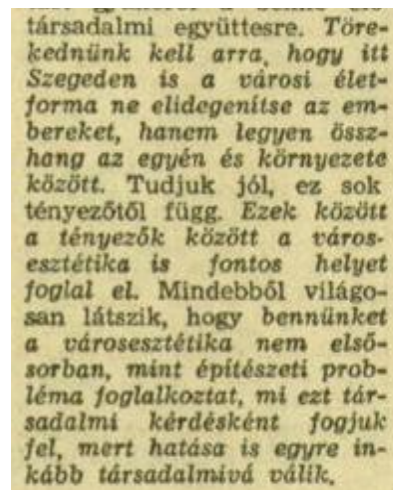 társadalmi együttesre. Töre-
kednünk kell arra, hogy itt
Szegeden is a városi élet-
forma ne elidegenítse az em-
bereket, hanem legyen össz-
hang az egyén és környezete
között. Tudjuk jól, ez sok
tényezőtől függ. Ezek között
a tényezők között a város-
esztétika is fontos helyet
foglal el. Mindebből világo-
san látszik, hogy bennünket
a városesztétika nem első-
sorban, mint építészeti prob-
léma foglalkoztat, mi ezt tár-
sadalmi kérdésként fogjuk
fel, mert hatása is egyre in-
kább társadalmivá válik.